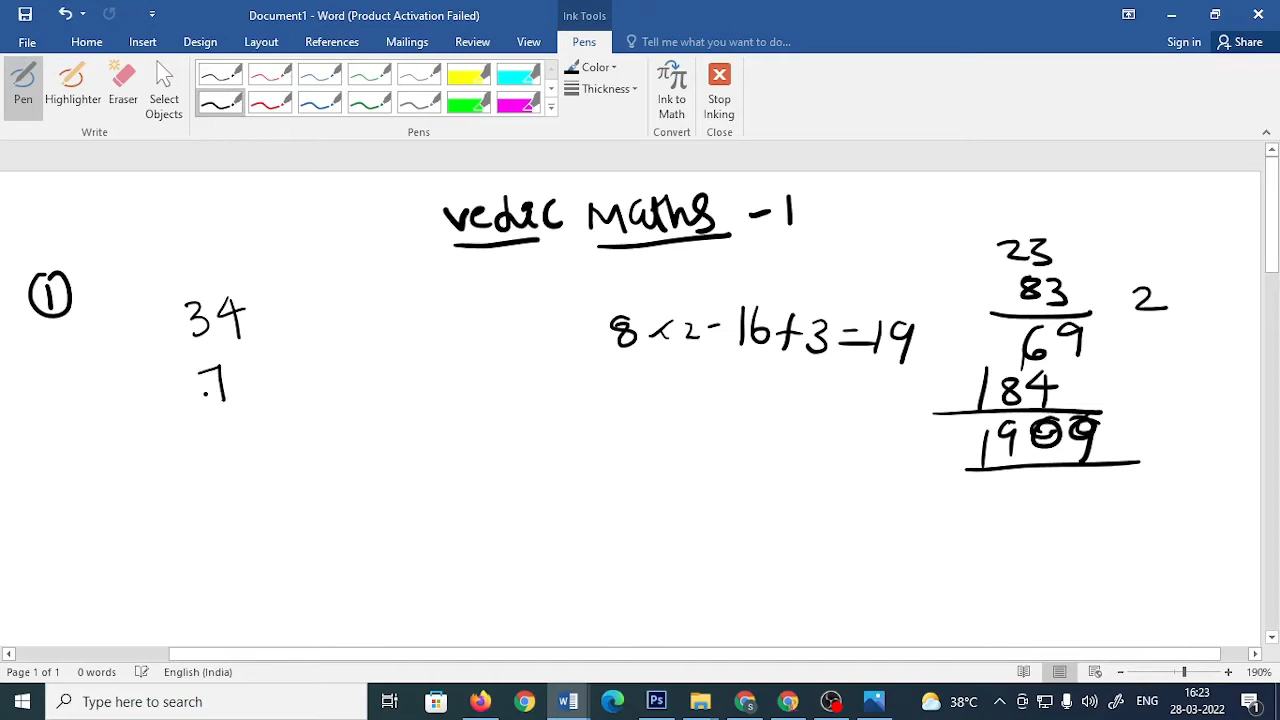 Document1 - Word (Product Activation Failed)
Ink Tools
File Home Insert Design Layout References Mailings Review View Pens Tell me what you want to do... Sign in Share
Pen Highlighter Eraser Select Objects
Color
Thickness
Ink to Math
Stop Inking
Write Pens Convert Close
vedic Maths - 1
1
34
.7
8 × 2 - 16 + 3 = 19
23
83 2
69
184
1909
Page 1 of 1 0 words English (India) 190%
Type here to search 38°C ENG 16:23
28-03-2022